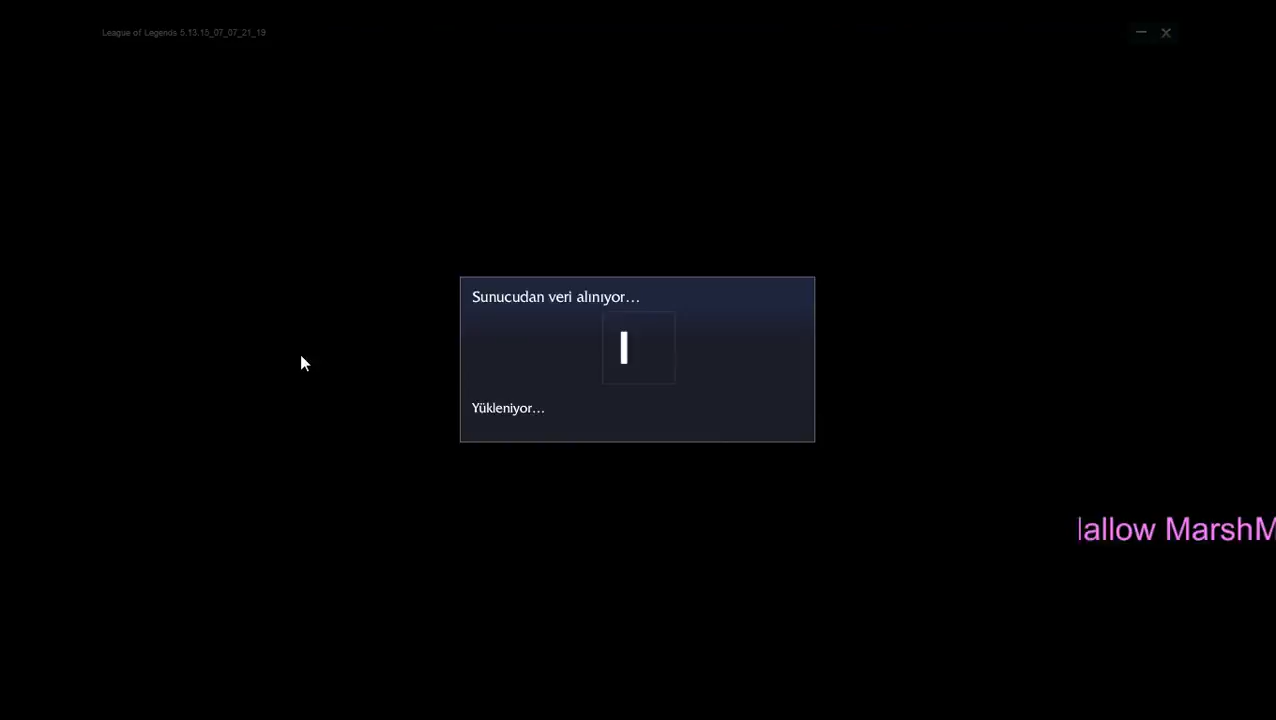 League of Legends 5.13.15_07_07_21_19
Sunucudan veri alınıyor...
Yükleniyor...
lallow MarshM